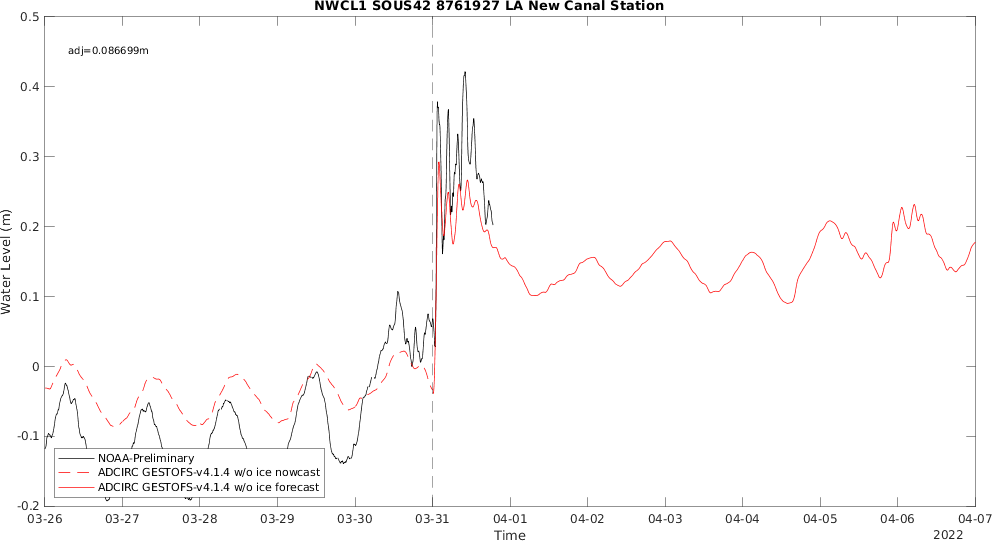 NWCL1 SOUS42 8761927 LA New Canal Station
adj=0.086699m
Water Level (m)
0.5
0.4
0.3
0.2
0.1
0
-0.1
-0.2
NOAA-Preliminary
ADCIRC GESTOFS-v4.1.4 w/o ice nowcast
ADCIRC GESTOFS-v4.1.4 w/o ice forecast
03-26 03-27 03-28 03-29 03-30 03-31 04-01 04-02 04-03 04-04 04-05 04-06 04-07
Time
2022